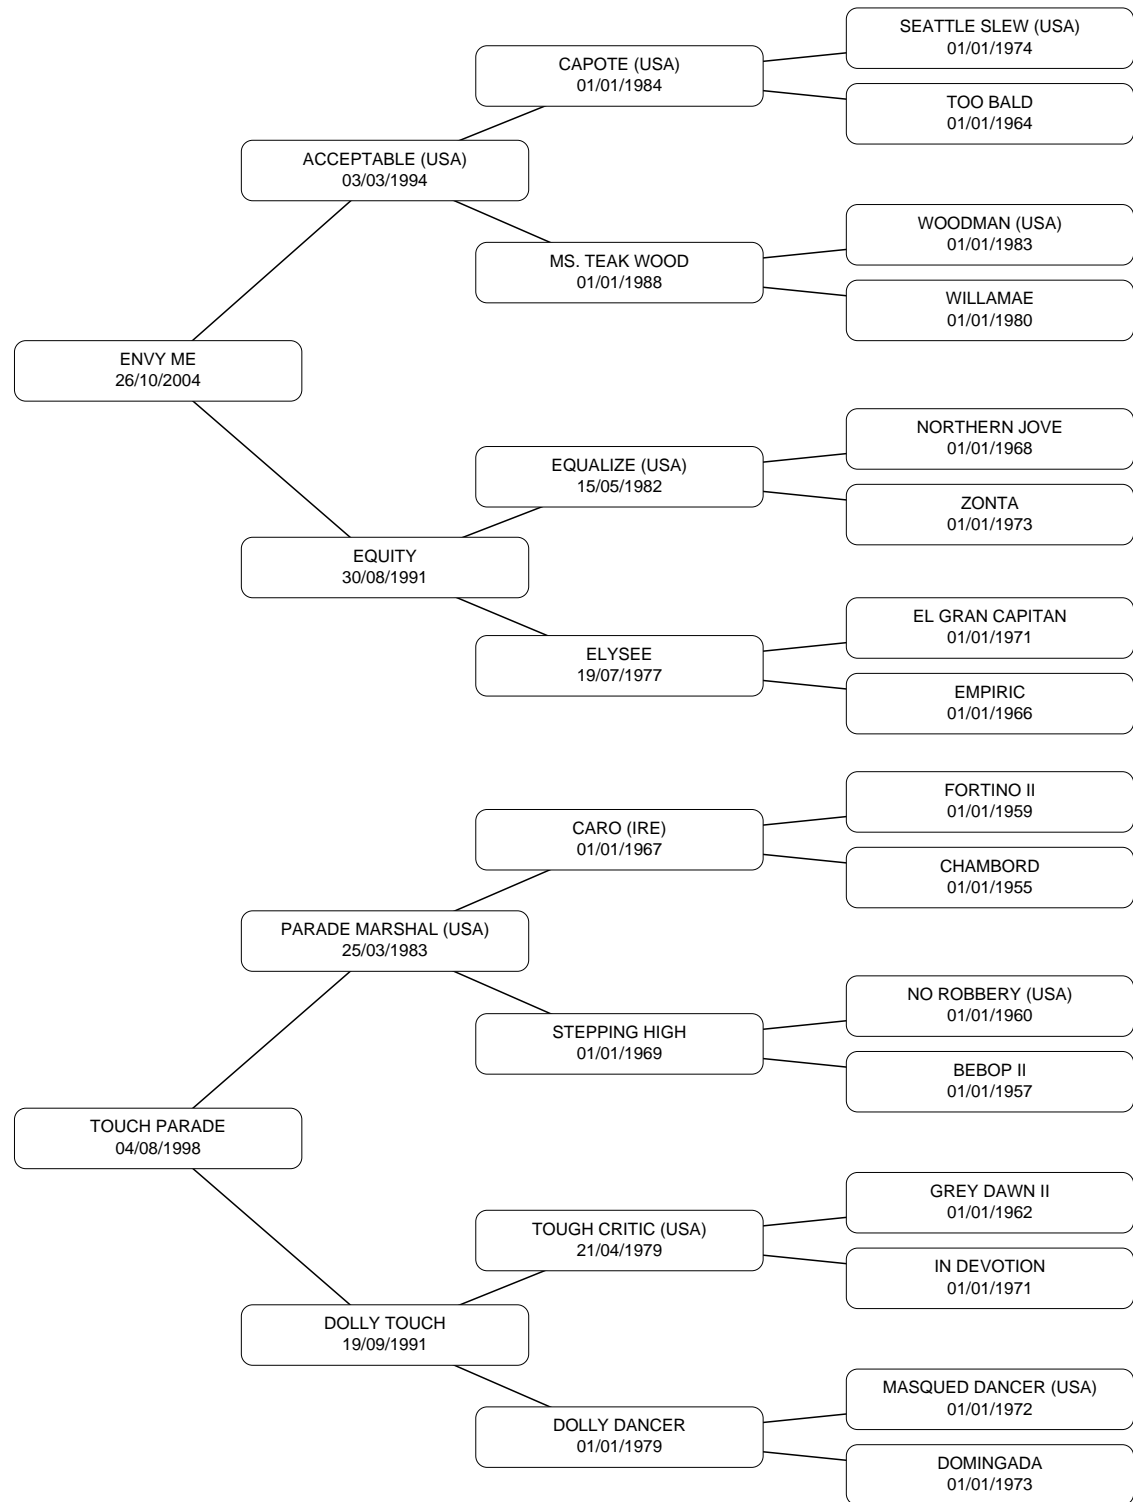 SEATTLE SLEW (USA)
01/01/1974
CAPOTE (USA)
01/01/1984
TOO BALD
01/01/1964
ACCEPTABLE (USA)
03/03/1994
WOODMAN (USA)
01/01/1983
MS. TEAK WOOD
01/01/1988
WILLAMAE
01/01/1980
ENVY ME
26/10/2004
NORTHERN JOVE
01/01/1968
EQUALIZE (USA)
15/05/1982
ZONTA
01/01/1973
EQUITY
30/08/1991
EL GRAN CAPITAN
01/01/1971
ELYSEE
19/07/1977
EMPIRIC
01/01/1966
FORTINO II
01/01/1959
CARO (IRE)
01/01/1967
CHAMBORD
01/01/1955
PARADE MARSHAL (USA)
25/03/1983
NO ROBBERY (USA)
01/01/1960
STEPPING HIGH
01/01/1969
BEBOP II
01/01/1957
TOUCH PARADE
04/08/1998
GREY DAWN II
01/01/1962
TOUGH CRITIC (USA)
21/04/1979
IN DEVOTION
01/01/1971
DOLLY TOUCH
19/09/1991
MASQUED DANCER (USA)
01/01/1972
DOLLY DANCER
01/01/1979
DOMINGADA
01/01/1973